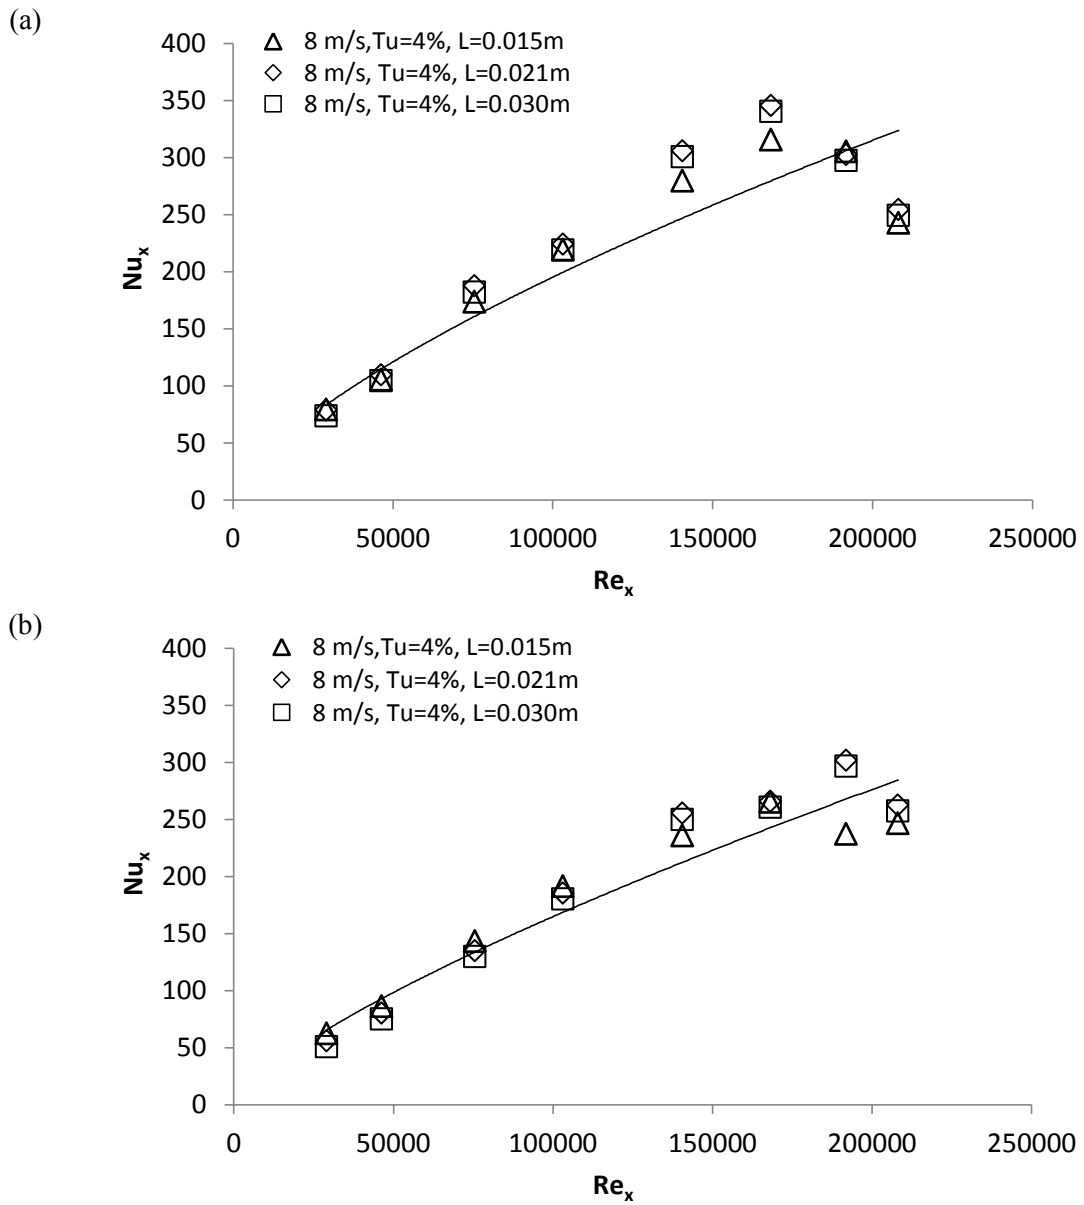 (a)
8 m/s,Tu=4%, L=0.015m
8 m/s, Tu=4%, L=0.021m
8 m/s, Tu=4%, L=0.030m
400
350
300
250
200
150
100
50
0
Nux
0 50000 100000 150000 200000 250000
Rex
(b)
8 m/s,Tu=4%, L=0.015m
8 m/s, Tu=4%, L=0.021m
8 m/s, Tu=4%, L=0.030m
400
350
300
250
200
150
100
50
0
Nux
0 50000 100000 150000 200000 250000
Rex